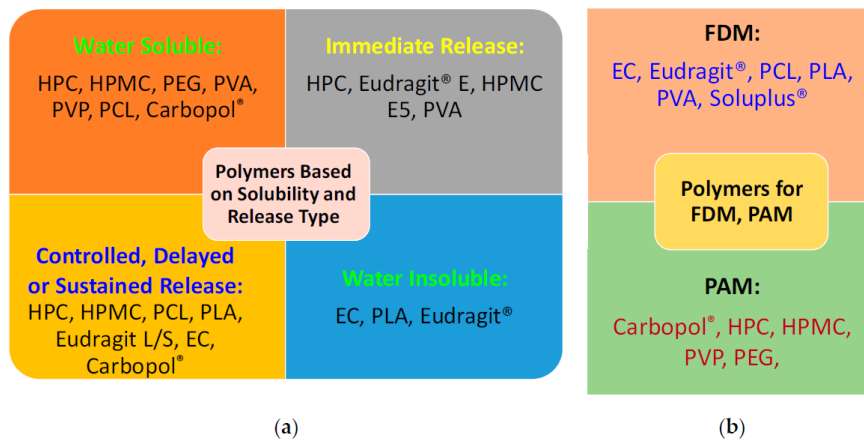 Water Soluble:
HPC, HPMC, PEG, PVA,
PVP, PCL, Carbopol®
Immediate Release:
HPC, Eudragit® E, HPMC
E5, PVA
Polymers Based
on Solubility and
Release Type
Controlled, Delayed
or Sustained Release:
HPC, HPMC, PCL, PLA,
Eudragit L/S, EC,
Carbopol®
Water Insoluble:
EC, PLA, Eudragit®
(a)
FDM:
EC, Eudragit®, PCL, PLA,
PVA, Soluplus®
Polymers for
FDM, PAM
PAM:
Carbopol®, HPC, HPMC,
PVP, PEG,
(b)